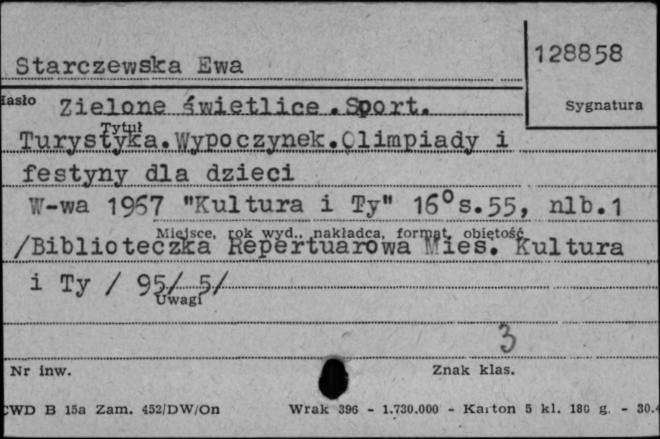 Starczewska Ewa
128858
Hasło Zielone świetlice.Sport.
Sygnatura
Tytuł
Turystyka.Wypoczynek.Olimpiady i
festyny dla dzieci
W-wa 1967 "Kultura i Ty" 16° s.55, nlb.1
Miejsce, rok wyd., nakładca, format, objętość
/Biblioteczka Repertuarowa Mies. Kultura
i Ty / 95/ 5/
Uwagi
3
Nr inw.
Znak klas.
CWD B 15a Zam. 452/DW/On Wrak 396 - 1.730.000 - Karton 5 kl. 180 g. - 30.4